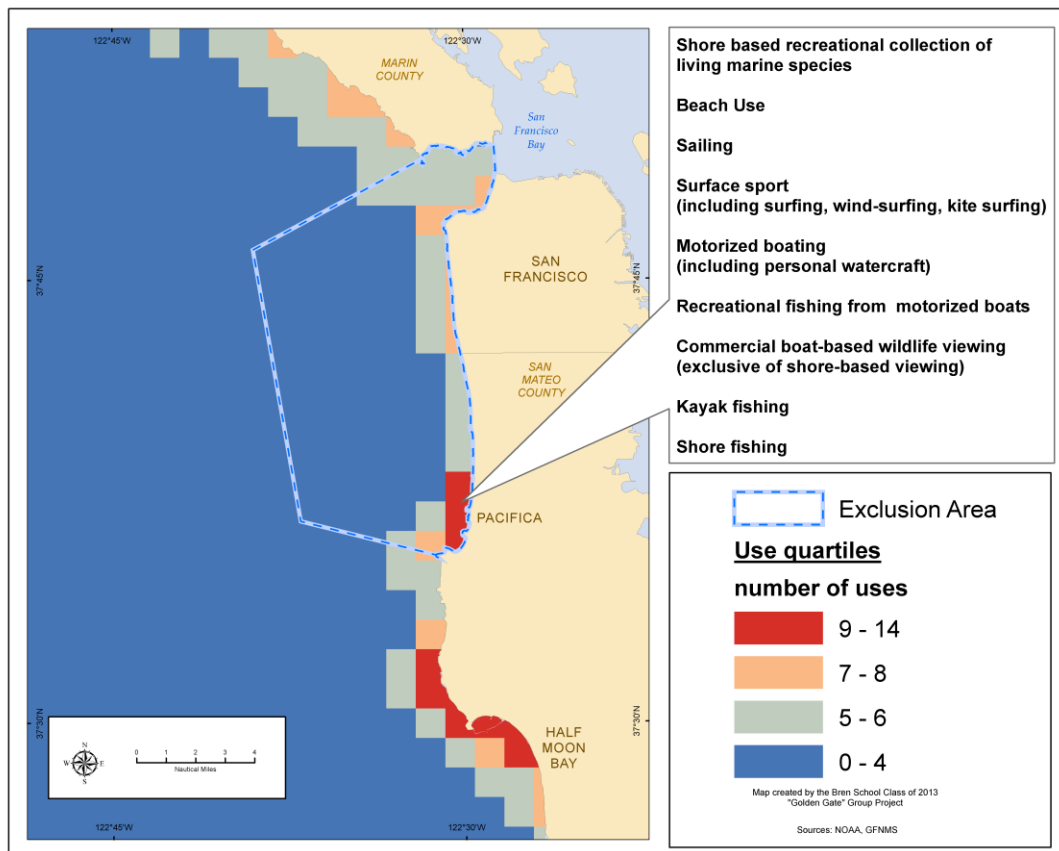 122°45'W
122°30'W
MARIN
COUNTY
San
Francisco
Bay
37°45'N
37°45'N
SAN
FRANCISCO
SAN
MATEO
COUNTY
PACIFICA
37°30'N
37°30'N
HALF
MOON
BAY
N
W E
S
0 1 2 3 4
Nautical Miles
122°45'W
122°30'W
Shore based recreational collection of
living marine species
Beach Use
Sailing
Surface sport
(including surfing, wind-surfing, kite surfing)
Motorized boating
(including personal watercraft)
Recreational fishing from motorized boats
Commercial boat-based wildlife viewing
(exclusive of shore-based viewing)
Kayak fishing
Shore fishing
Exclusion Area
Use quartiles
number of uses
9 - 14
7 - 8
5 - 6
0 - 4
Map created by the Bren School Class of 2013
"Golden Gate" Group Project
Sources: NOAA, GFNMS